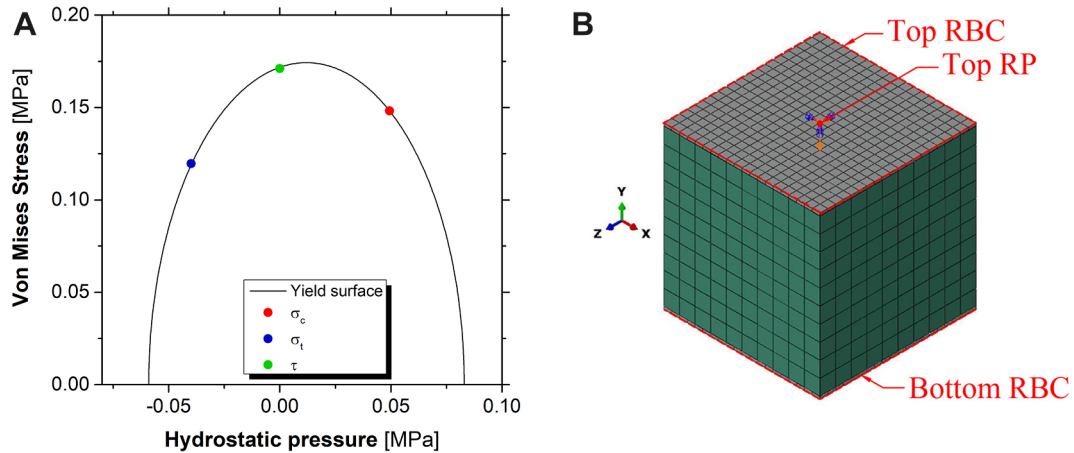 A
Von Mises Stress [MPa]
0.20
0.15
0.10
0.05
0.00
-0.05
0.00
0.05
0.10
Hydrostatic pressure [MPa]
Yield surface
σc
σt
τ
B
Top RBC
Top RP
Y
Z
X
Bottom RBC